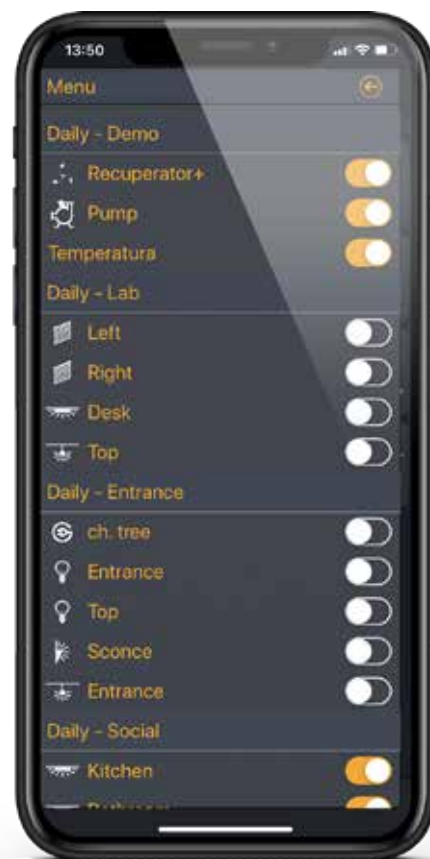 13:50
Menu
Daily - Demo
Recuperator+
Pump
Temperatura
Daily - Lab
Left
Right
Desk
Top
Daily - Entrance
ch. tree
Entrance
Top
Sconce
Entrance
Daily - Social
Kitchen